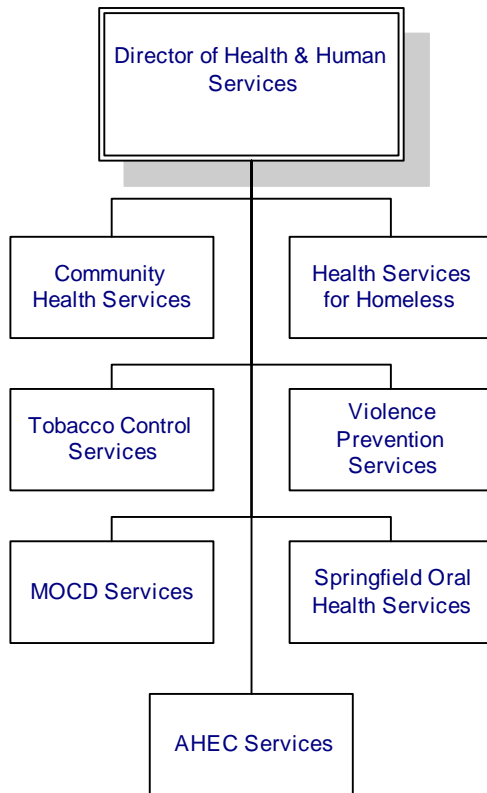 Director of Health & Human
Services
Community
Health Services
Health Services
for Homeless
Tobacco Control
Services
Violence
Prevention
Services
MOCD Services
Springfield Oral
Health Services
AHEC Services